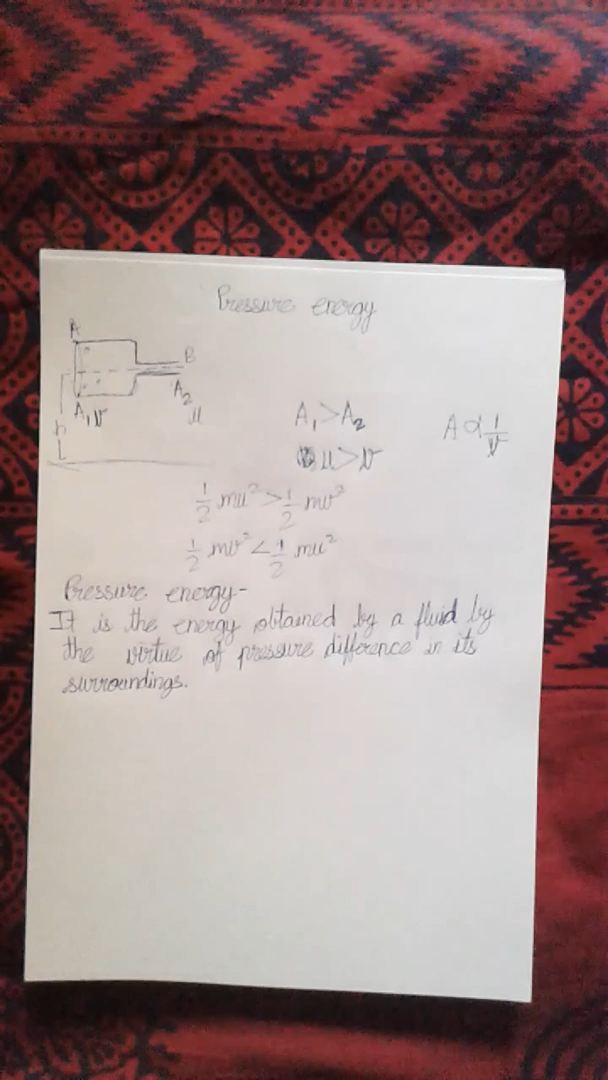 Pressure energy
A
B
A₁ v
A₂
u
h
A₁>A₂
A ∝ 1/v
u>v
1/2 mu² > 1/2 mv²
1/2 mv² < 1/2 mu²
Pressure energy-
It is the energy obtained by a fluid by
the virtue of pressure difference in its
surroundings.